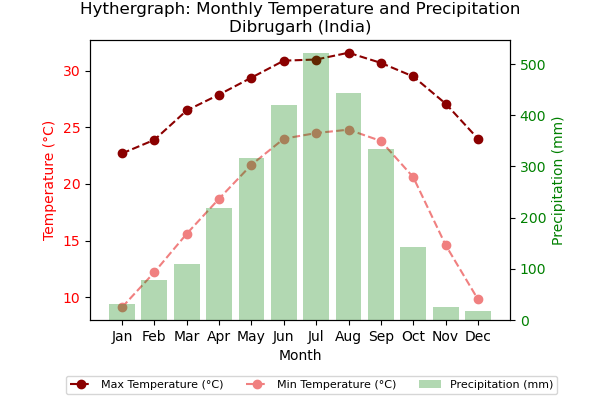 Hythergraph: Monthly Temperature and Precipitation
Dibrugarh (India)
Temperature (°C)
30
25
20
15
10
Precipitation (mm)
500
400
300
200
100
0
Jan Feb Mar Apr May Jun Jul Aug Sep Oct Nov Dec
Month
Max Temperature (°C) Min Temperature (°C) Precipitation (mm)